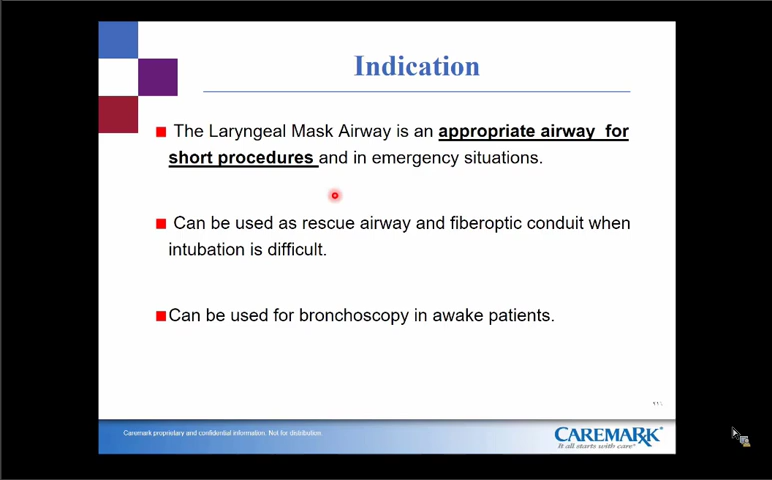 Indication
The Laryngeal Mask Airway is an appropriate airway for
short procedures and in emergency situations.
Can be used as rescue airway and fiberoptic conduit when
intubation is difficult.
Can be used for bronchoscopy in awake patients.
Caremark proprietary and confidential information. Not for distribution.
CAREMARK
It all starts with care